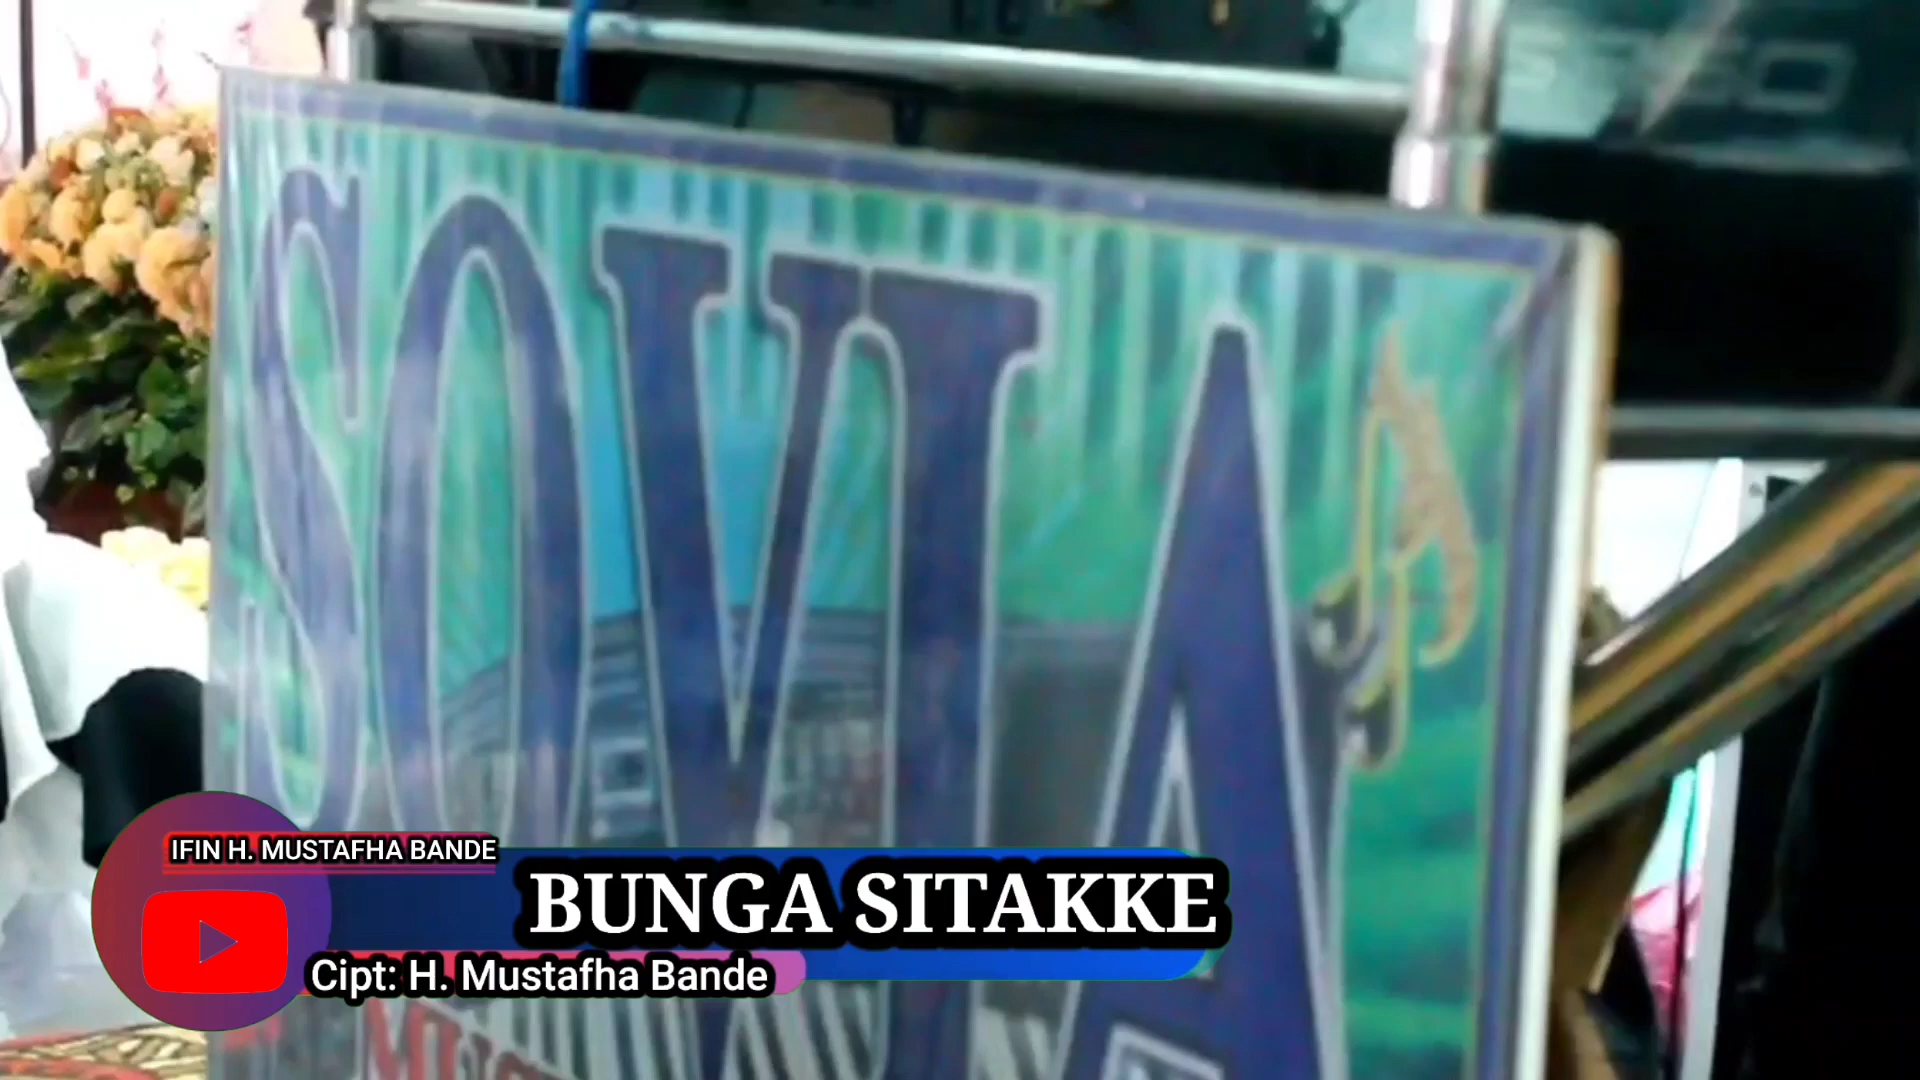 SOVIA
IFIN H. MUSTAFHA BANDE
BUNGA SITAKKE
Cipt: H. Mustafha Bande